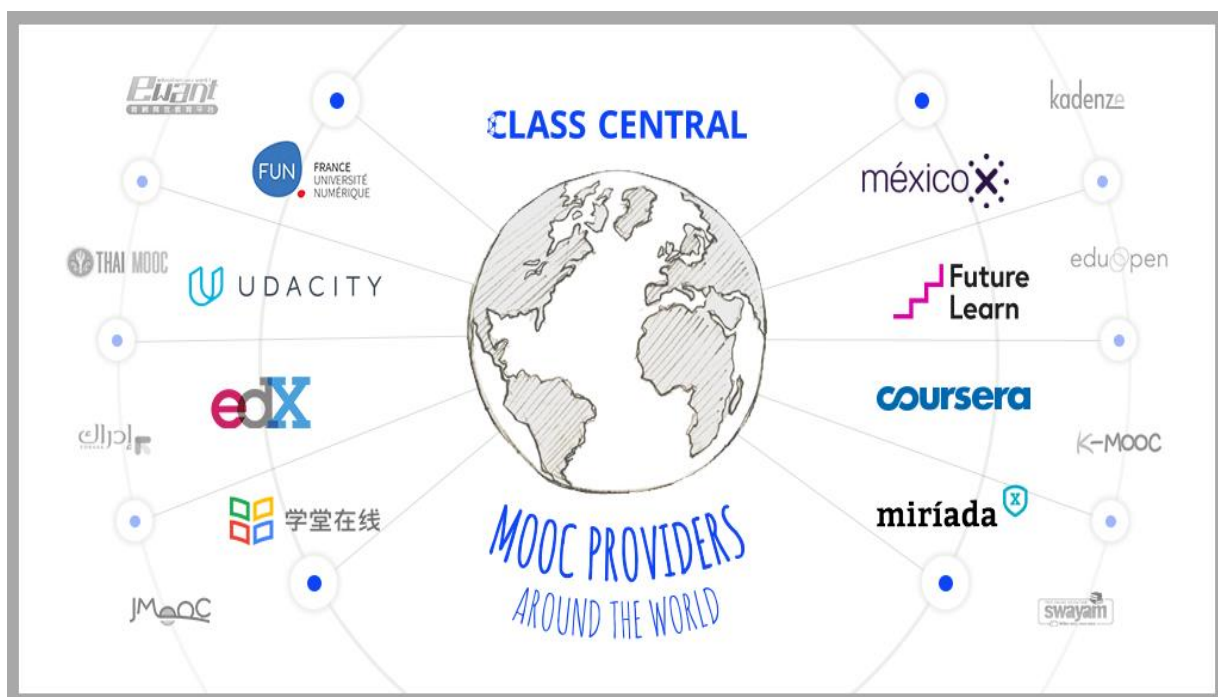 CLASS CENTRAL
ewant
FUN
FRANCE
UNIVERSITÉ
NUMÉRIQUE
THAI MOOC
UDACITY
edX
إدراك
学堂在线
JMOOC
kadenze
méxicoX
eduOpen
Future
Learn
coursera
K-MOOC
miríada X
swayam
MOOC PROVIDERS
AROUND THE WORLD